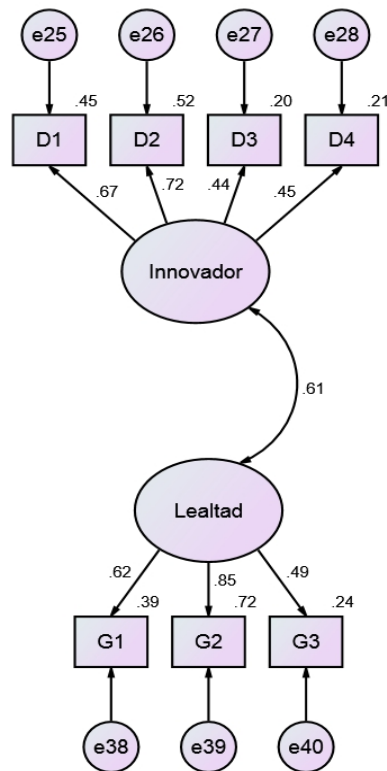 e25 e26 e27 e28
.45 .52 .20 .21
D1 D2 D3 D4
.67 .72 .44 .45
Innovador
.61
Lealtad
.62 .85 .49
.39 .72 .24
G1 G2 G3
e38 e39 e40